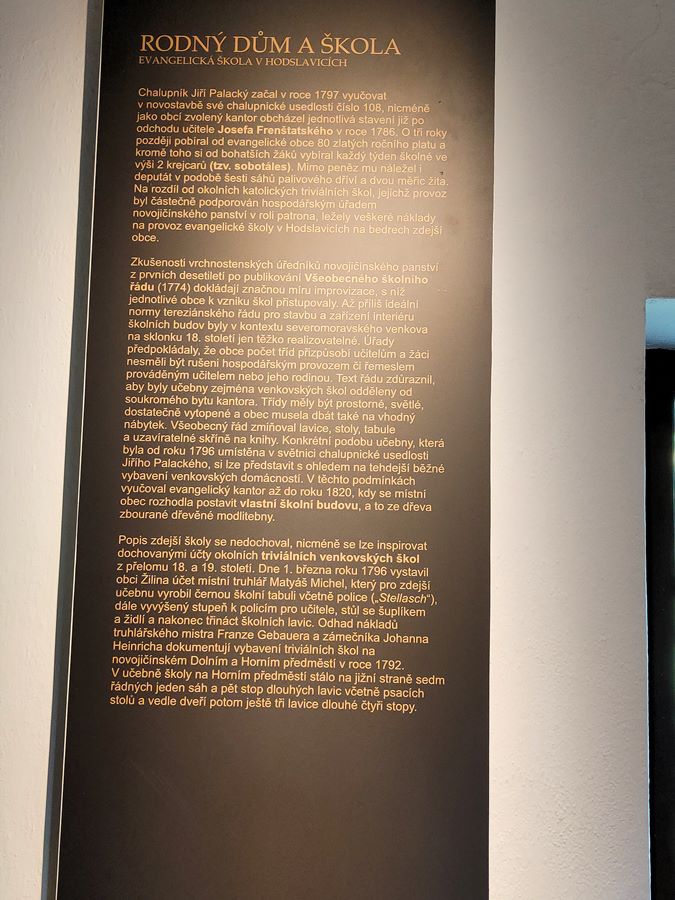 RODNÝ DŮM A ŠKOLA
EVANGELICKÁ ŠKOLA V HODSLAVICÍCH
Chalupník Jiří Palacký začal v roce 1797 vyučovat
v novostavbě své chalupnické usedlosti číslo 108, nicméně
jako obcí zvolený kantor obcházel jednotlivá stavení již po
odchodu učitele Josefa Frenštatského v roce 1786. O tři roky
později pobíral od evangelické obce 80 zlatých ročního platu a
kromě toho si od bohatších žáků vybíral každý týden školné ve
výši 2 krejcarů (tzv. sobotáles). Mimo peněz mu náležel i
deputát v podobě šesti sáhů palivového dříví a dvou měřic žita.
Na rozdíl od okolních katolických triviálních škol, jejichž provoz
byl částečně podporován hospodářským úřadem
novojičínského panství v roli patrona, ležely veškeré náklady
na provoz evangelické školy v Hodslavicích na bedrech zdejší
obce.
Zkušenosti vrchnostenských úředníků novojičínského panství
z prvních desetiletí po publikování Všeobecného školního
řádu (1774) dokládají značnou míru improvizace, s níž
jednotlivé obce k vzniku škol přistupovaly. Až příliš ideální
normy tereziánského řádu pro stavbu a zařízení interiéru
školních budov byly v kontextu severomoravského venkova
na sklonku 18. století jen těžko realizovatelné. Úřady
předpokládaly, že obce počet tříd přizpůsobí učitelům a žáci
nesměli být rušeni hospodářským provozem či řemeslem
prováděným učitelem nebo jeho rodinou. Text řádu zdůraznil,
aby byly učebny zejména venkovských škol odděleny od
soukromého bytu kantora. Třídy měly být prostorné, světlé,
dostatečně vytopené a obec musela dbát také na vhodný
nábytek. Všeobecný řád zmiňoval lavice, stoly, tabule
a uzavíratelné skříně na knihy. Konkrétní podobu učebny, která
byla od roku 1796 umístěna v světnici chalupnické usedlosti
Jiřího Palackého, si lze představit s ohledem na tehdejší běžné
vybavení venkovských domácností. V těchto podmínkách
vyučoval evangelický kantor až do roku 1820, kdy se místní
obec rozhodla postavit vlastní školní budovu, a to ze dřeva
zbourané dřevěné modlitebny.
Popis zdejší školy se nedochoval, nicméně se lze inspirovat
dochovanými účty okolních triviálních venkovských škol
z přelomu 18. a 19. století. Dne 1. března roku 1796 vystavil
obci Žilina účet místní truhlář Matyáš Michel, který pro zdejší
učebnu vyrobil černou školní tabuli včetně police („Stellasch“),
dále vyvýšený stupeň k policím pro učitele, stůl se šuplíkem
a židlí a nakonec třináct školních lavic. Odhad nákladů
truhlářského mistra Franze Gebauera a zámečníka Johanna
Heinricha dokumentují vybavení triviálních škol na
novojičínském Dolním a Horním předměstí v roce 1792.
V učebně školy na Horním předměstí stálo na jižní straně sedm
řádných jeden sáh a pět stop dlouhých lavic včetně psacích
stolů a vedle dveří potom ještě tři lavice dlouhé čtyři stopy.